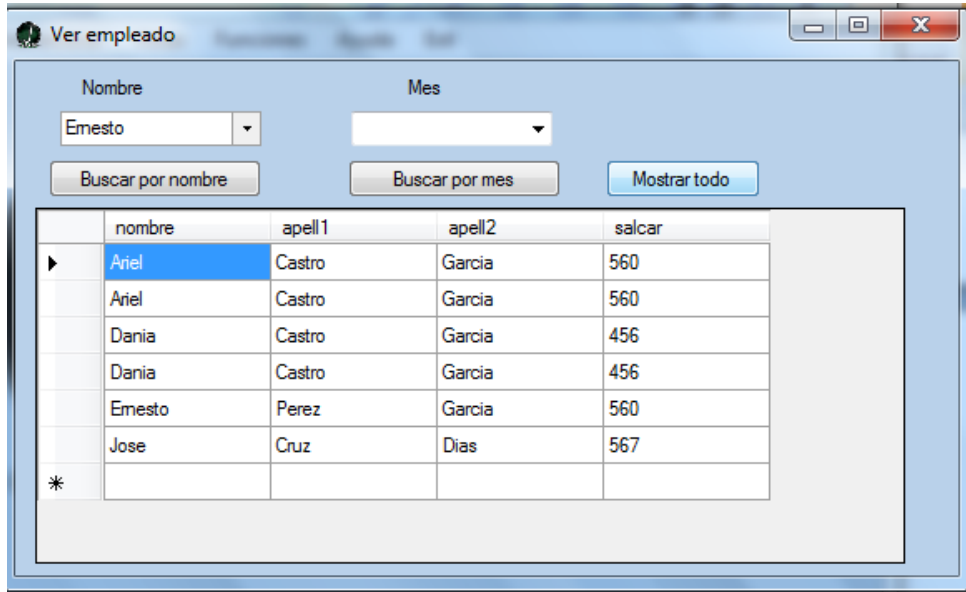 Ver empleado
Nombre Mes
Ernesto
Buscar por nombre Buscar por mes Mostrar todo
nombre apell1 apell2 salcar
Ariel Castro Garcia 560
Ariel Castro Garcia 560
Dania Castro Garcia 456
Dania Castro Garcia 456
Ernesto Perez Garcia 560
Jose Cruz Dias 567